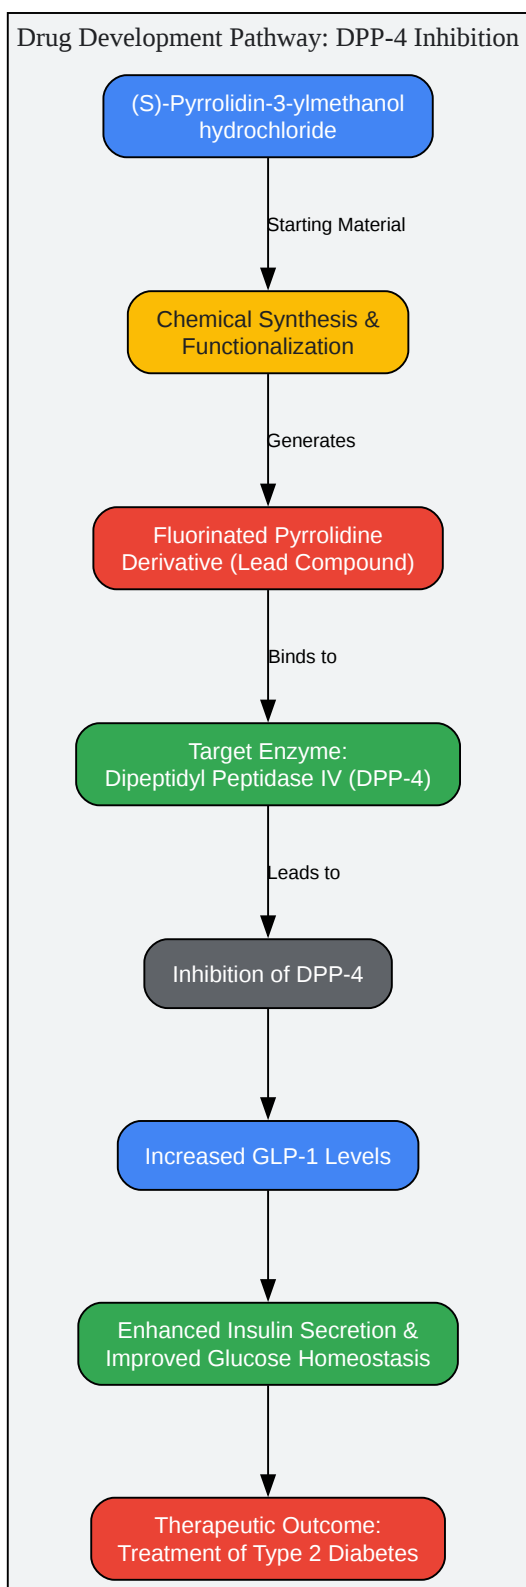 Drug Development Pathway: DPP-4 Inhibition
(S)-Pyrrolidin-3-ylmethanol
hydrochloride
Starting Material
Chemical Synthesis &
Functionalization
Generates
Fluorinated Pyrrolidine
Derivative (Lead Compound)
Binds to
Target Enzyme:
Dipeptidyl Peptidase IV (DPP-4)
Leads to
Inhibition of DPP-4
Increased GLP-1 Levels
Enhanced Insulin Secretion &
Improved Glucose Homeostasis
Therapeutic Outcome:
Treatment of Type 2 Diabetes